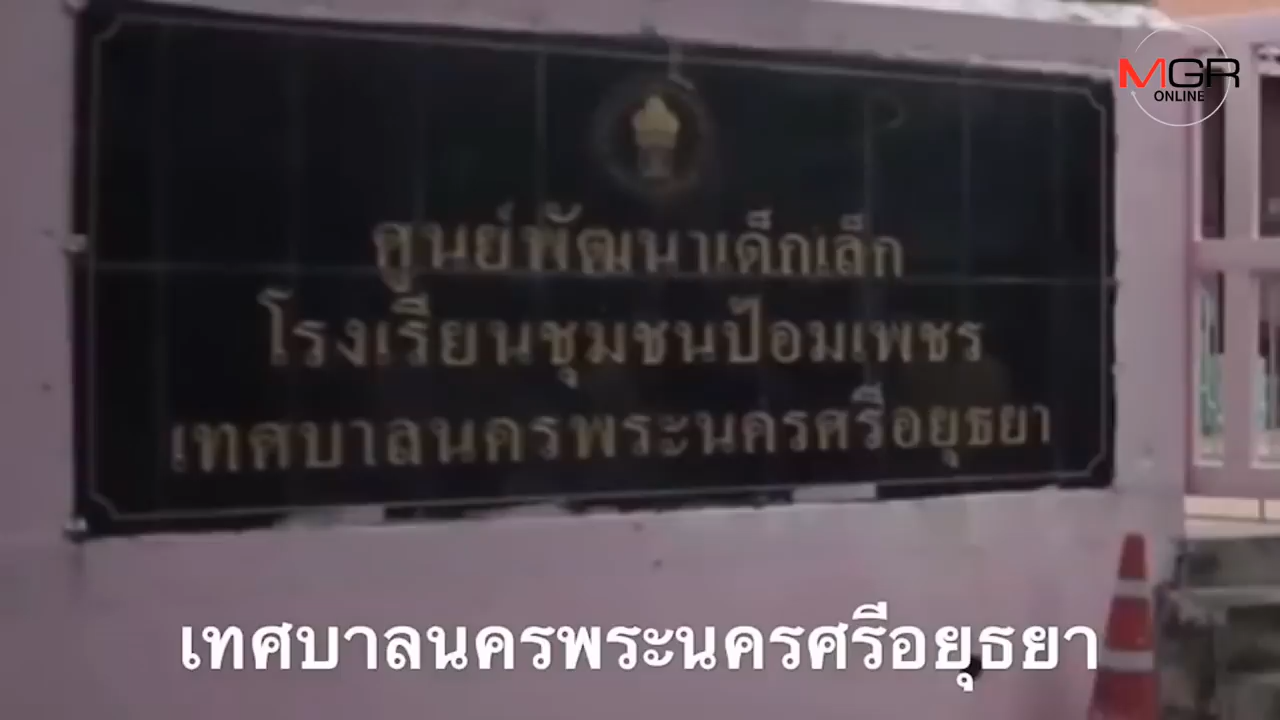 MGR
ONLINE
ศูนย์พัฒนาเด็กเล็ก
โรงเรียนชุมชนป้อมเพชร
เทศบาลนครพระนครศรีอยุธยา
เทศบาลนครพระนครศรีอยุธยา